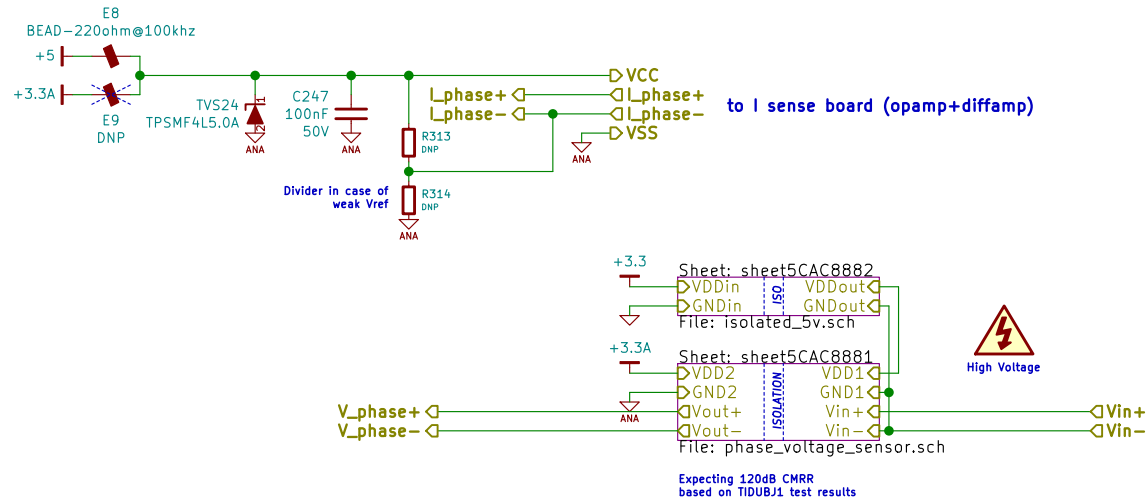 E8
BEAD-220ohm@100khz
+5
+3.3A
E9
DNP
TVS24
TPSMF4L5.0A
1
2
ANA
C247
100nF
50V
ANA
R313
DNP
R314
DNP
ANA
Divider in case of
weak Vref
VCC
I_phase+ I_phase+
I_phase- I_phase-
VSS
ANA
to I sense board (opamp+diffamp)
+3.3
Sheet: sheet5CAC8882
VDDin ISO VDDout
GNDin GNDout
File: isolated_5v.sch
High Voltage
+3.3A
Sheet: sheet5CAC8881
VDD2 ISOLATION VDD1
GND2 GND1
ANA
V_phase+ Vout+ Vin+ Vin+
V_phase- Vout- Vin- Vin-
File: phase_voltage_sensor.sch
Expecting 120dB CMRR
based on TIDUBJ1 test results